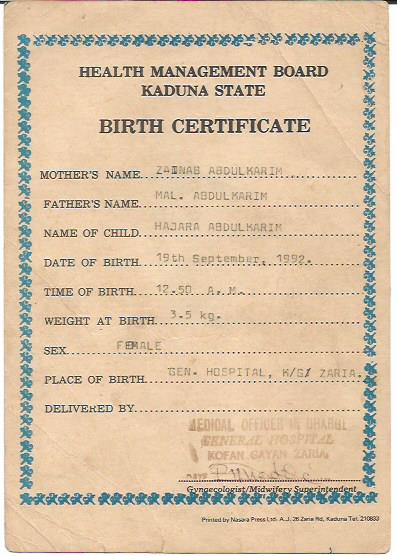 HEALTH MANAGEMENT BOARD
KADUNA STATE
BIRTH CERTIFICATE
MOTHER'S NAME ZAINAB ABDULKARIM
FATHER'S NAME MAL. ABDULKARIM
NAME OF CHILD HAJARA ABDULKARIM
DATE OF BIRTH 19th September, 1992.
TIME OF BIRTH 12.50 A.M.
WEIGHT AT BIRTH 3.5 kg.
SEX FEMALE
PLACE OF BIRTH GEN. HOSPITAL, K/G/ ZARIA.
DELIVERED BY
MEDICAL OFFICER IN CHARGE
GENERAL HOSPITAL
KOFAN GAYAN ZARIA
DATE
Gynaecologist/Midwifery Superintendent
Printed by Nasara Press Ltd. A.J. 26 Zaria Rd, Kaduna Tel. 210833